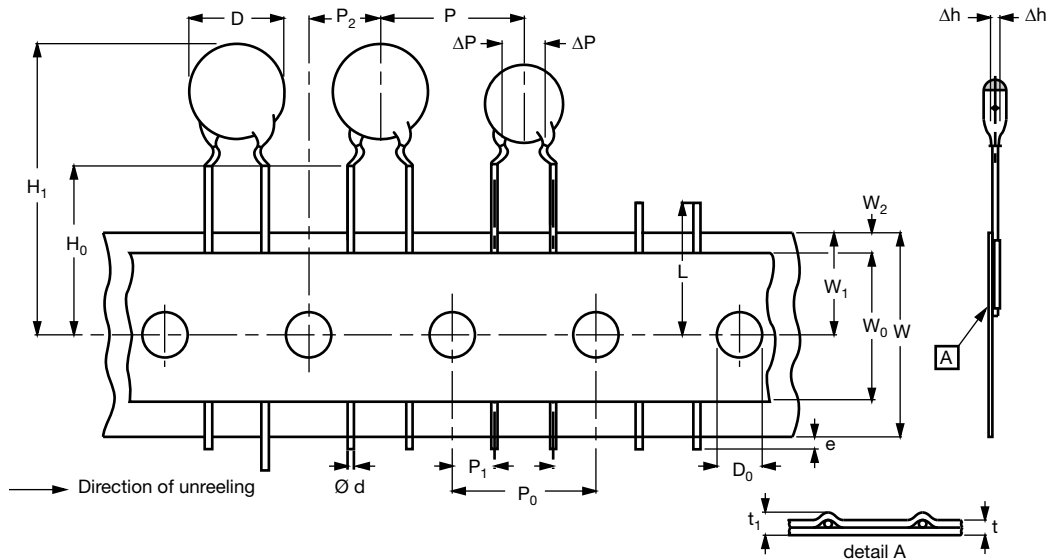 D
P₂
P
Δh
Δh
ΔP
ΔP
H₁
H₀
L
W₂
W₁
W₀
W
A
e
P₁
D₀
Direction of unreeling
Ø d
P₀
t₁
t
detail A